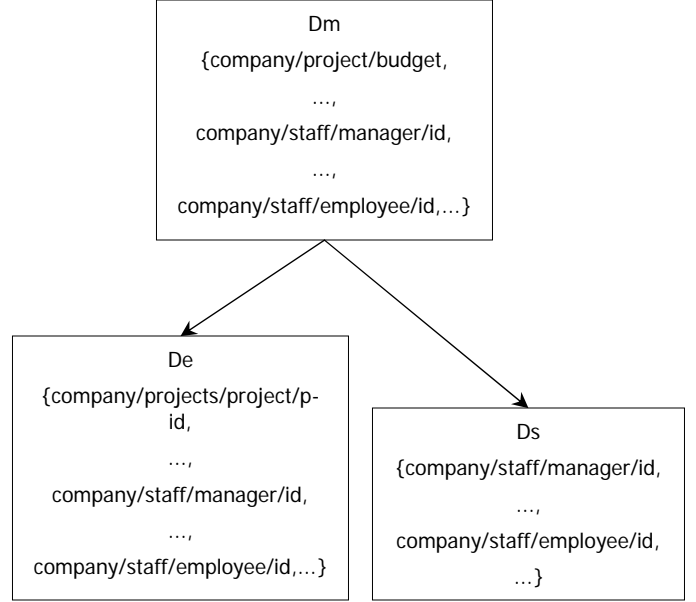 Dm
{company/project/budget,
...,
company/staff/manager/id,
...,
company/staff/employee/id,...}
De
{company/projects/project/p-
id,
...,
company/staff/manager/id,
...,
company/staff/employee/id,...}
Ds
{company/staff/manager/id,
...,
company/staff/employee/id,
...}